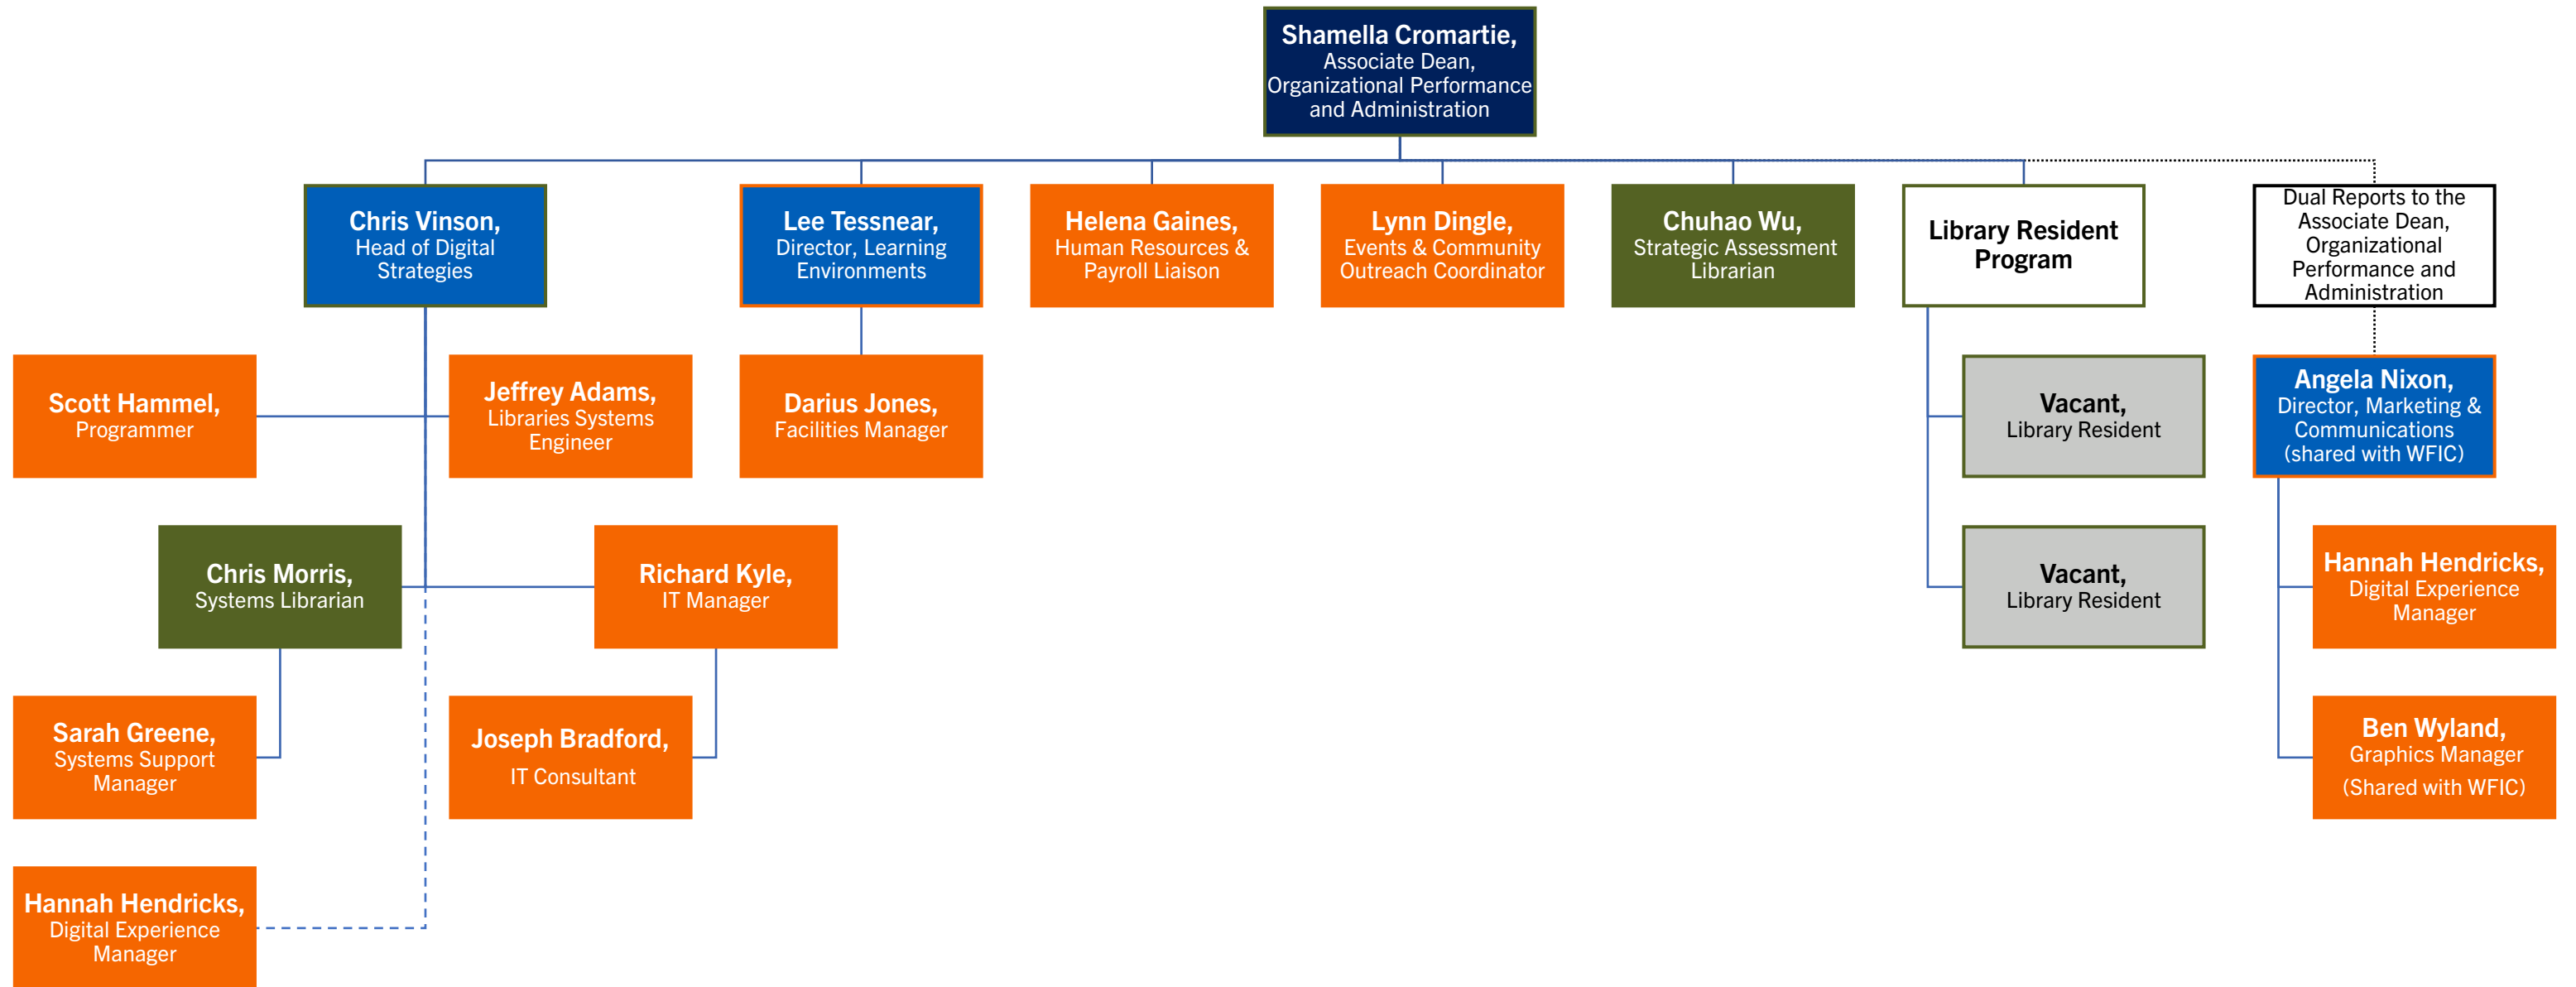 Shamella Cromartie,
Associate Dean,
Organizational Performance
and Administration
Chris Vinson,
Head of Digital
Strategies
Lee Tessnear,
Director, Learning
Environments
Helena Gaines,
Human Resources &
Payroll Liaison
Lynn Dingle,
Events & Community
Outreach Coordinator
Chuhao Wu,
Strategic Assessment
Librarian
Library Resident
Program
Dual Reports to the
Associate Dean,
Organizational
Performance and
Administration
Scott Hammel,
Programmer
Jeffrey Adams,
Libraries Systems
Engineer
Darius Jones,
Facilities Manager
Vacant,
Library Resident
Angela Nixon,
Director, Marketing &
Communications
(shared with WFIC)
Chris Morris,
Systems Librarian
Richard Kyle,
IT Manager
Vacant,
Library Resident
Hannah Hendricks,
Digital Experience
Manager
Sarah Greene,
Systems Support
Manager
Joseph Bradford,
IT Consultant
Ben Wyland,
Graphics Manager
(Shared with WFIC)
Hannah Hendricks,
Digital Experience
Manager